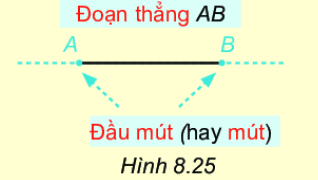 Đoạn thẳng AB
A B
Đầu mút (hay mút)
Hình 8.25